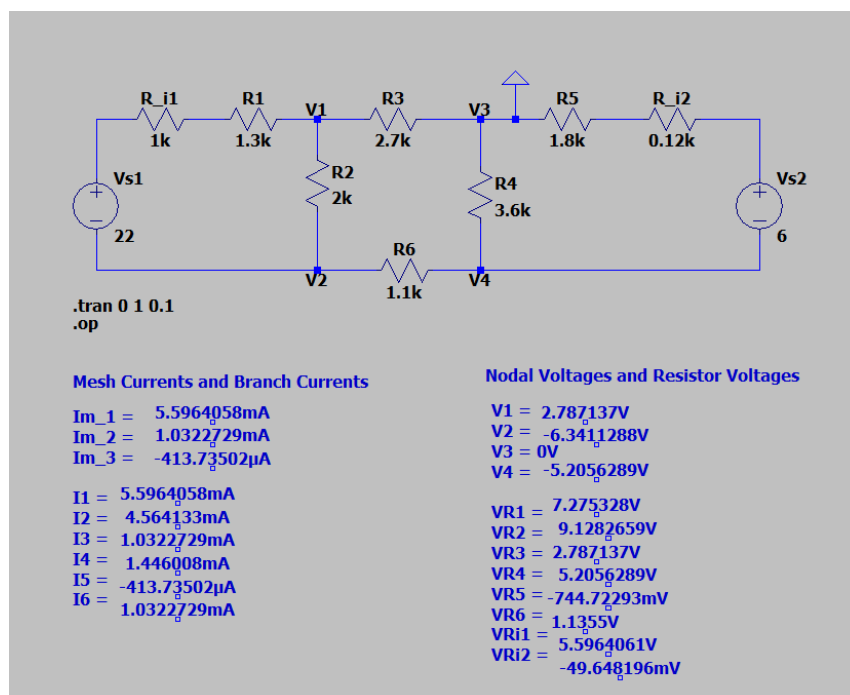 R_i1 R1 V1 R3 V3 R5 R_i2
1k 1.3k 2.7k 1.8k 0.12k
Vs1 R2 R4 Vs2
2k 3.6k
22 R6 6
V2 1.1k V4
.tran 0 1 0.1
.op
Mesh Currents and Branch Currents
Im_1 = 5.5964058mA
Im_2 = 1.0322729mA
Im_3 = -413.73502µA
I1 = 5.5964058mA
I2 = 4.564133mA
I3 = 1.0322729mA
I4 = 1.446008mA
I5 = -413.73502µA
I6 = 1.0322729mA
Nodal Voltages and Resistor Voltages
V1 = 2.787137V
V2 = -6.3411288V
V3 = 0V
V4 = -5.2056289V
VR1 = 7.275328V
VR2 = 9.1282659V
VR3 = 2.787137V
VR4 = 5.2056289V
VR5 = -744.72293mV
VR6 = 1.1355V
VRi1 = 5.5964061V
VRi2 = -49.648196mV